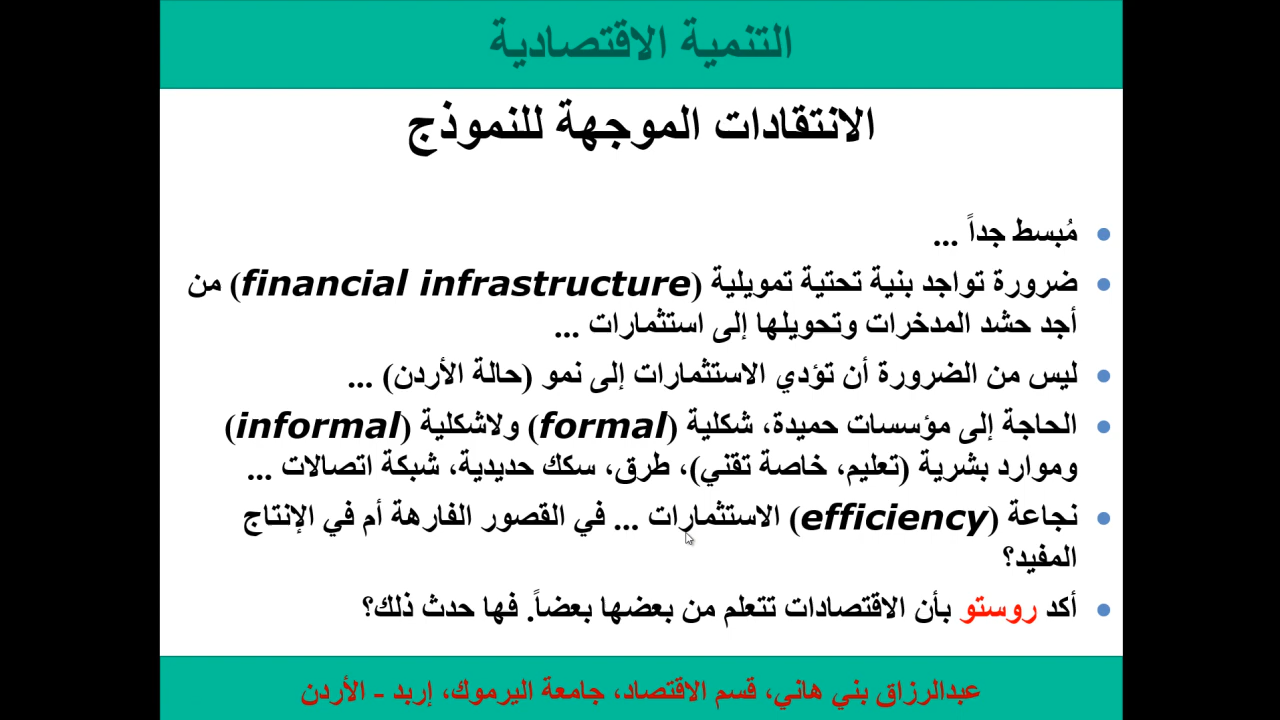 التنمية الاقتصادية
الانتقادات الموجهة للنموذج
• مُبسط جداً ...
• ضرورة تواجد بنية تحتية تمويلية (financial infrastructure) من
أجد حشد المدخرات وتحويلها إلى استثمارات ...
• ليس من الضرورة أن تؤدي الاستثمارات إلى نمو (حالة الأردن) ...
• الحاجة إلى مؤسسات حميدة، شكلية (formal) ولاشكلية (informal)
وموارد بشرية (تعليم، خاصة تقني)، طرق، سكك حديدية، شبكة اتصالات ...
• نجاعة (efficiency) الاستثمارات ... في القصور الفارهة أم في الإنتاج
المفيد؟
• أكد روستو بأن الاقتصادات تتعلم من بعضها بعضاً. فها حدث ذلك؟
عبدالرزاق بني هاني، قسم الاقتصاد، جامعة اليرموك، إربد - الأردن